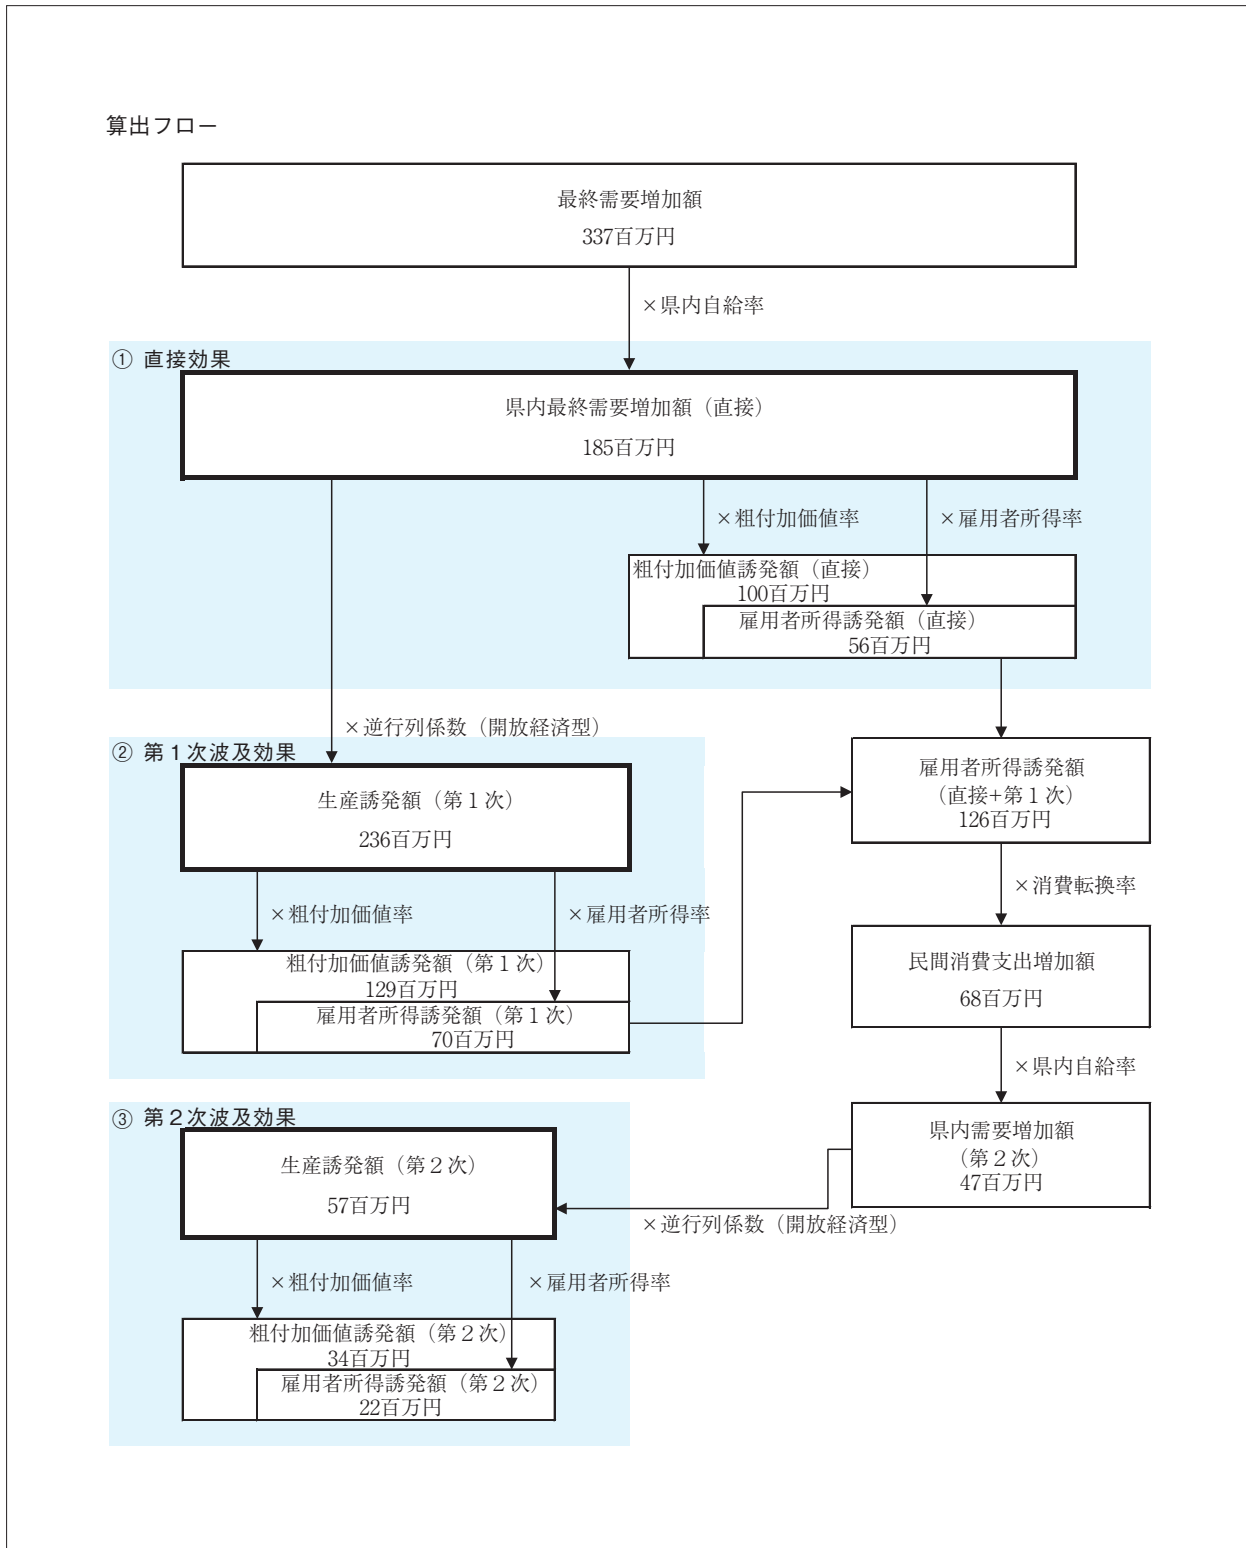 算出フロー
最終需要増加額
337百万円
×県内自給率
① 直接効果
県内最終需要増加額（直接）
185百万円
×粗付加価値率
×雇用者所得率
粗付加価値誘発額（直接）
100百万円
雇用者所得誘発額（直接）
56百万円
×逆行列係数（開放経済型）
② 第１次波及効果
生産誘発額（第１次）
236百万円
雇用者所得誘発額
（直接+第１次）
126百万円
×消費転換率
×粗付加価値率
×雇用者所得率
粗付加価値誘発額（第１次）
129百万円
雇用者所得誘発額（第１次）
70百万円
民間消費支出増加額
68百万円
×県内自給率
③ 第２次波及効果
生産誘発額（第２次）
57百万円
県内需要増加額
（第２次）
47百万円
×逆行列係数（開放経済型）
×粗付加価値率
×雇用者所得率
粗付加価値誘発額（第２次）
34百万円
雇用者所得誘発額（第２次）
22百万円